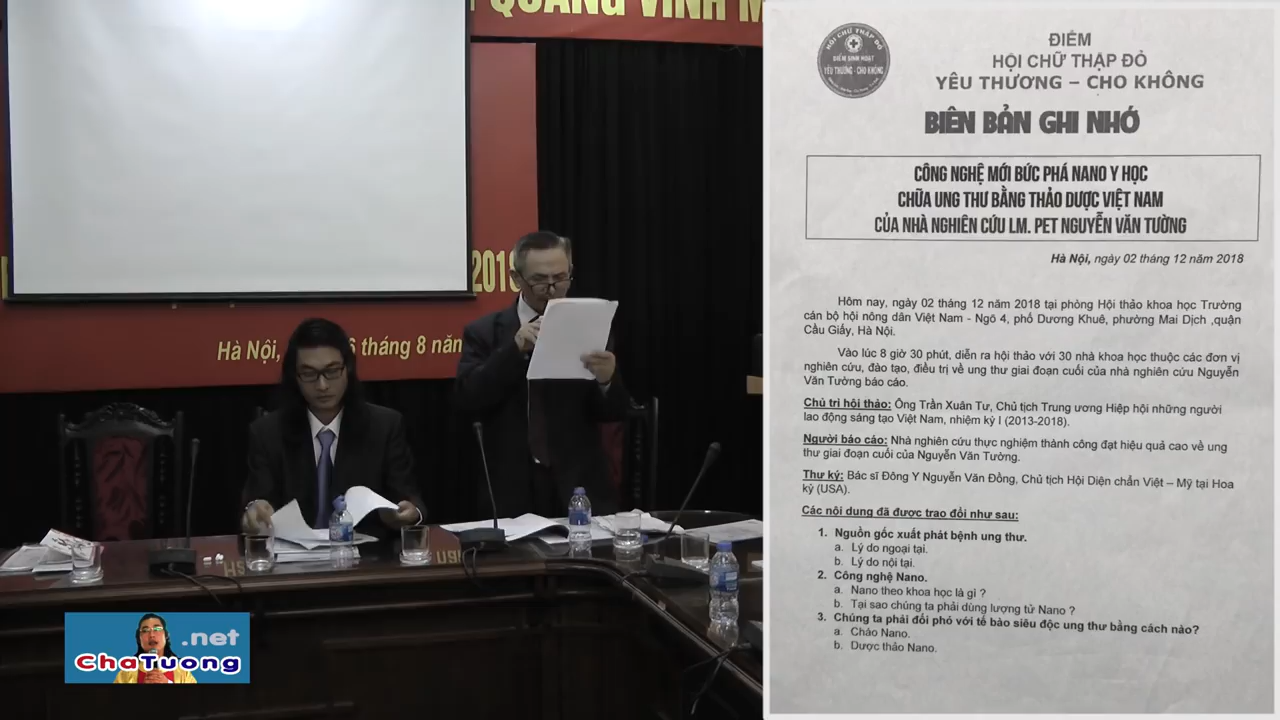 QUANG VINH M
2018
Hà Nội, 6 tháng 8 năm
.net
ChaTuong
HỘI CHỮ THẬP ĐỎ
ĐIỂM SINH HOẠT
YÊU THƯƠNG - CHO KHÔNG
ĐIỂM
HỘI CHỮ THẬP ĐỎ
YÊU THƯƠNG – CHO KHÔNG
BIÊN BẢN GHI NHỚ
CÔNG NGHỆ MỚI BỨC PHÁ NANO Y HỌC
CHỮA UNG THƯ BẰNG THẢO DƯỢC VIỆT NAM
CỦA NHÀ NGHIÊN CỨU LM. PET NGUYỄN VĂN TƯỜNG
Hà Nội, ngày 02 tháng 12 năm 2018
Hôm nay, ngày 02 tháng 12 năm 2018 tại phòng Hội thảo khoa học Trường
cán bộ hội nông dân Việt Nam - Ngõ 4, phố Dương Khuê, phường Mai Dịch ,quận
Cầu Giấy, Hà Nội.
Vào lúc 8 giờ 30 phút, diễn ra hội thảo với 30 nhà khoa học thuộc các đơn vị
nghiên cứu, đào tạo, điều trị về ung thư giai đoạn cuối của nhà nghiên cứu Nguyễn
Văn Tường báo cáo.
Chủ trì hội thảo: Ông Trần Xuân Tư, Chủ tịch Trung ương Hiệp hội những người
lao động sáng tạo Việt Nam, nhiệm kỳ I (2013-2018).
Người báo cáo: Nhà nghiên cứu thực nghiệm thành công đạt hiệu quả cao về ung
thư giai đoạn cuối của Nguyễn Văn Tường.
Thư ký: Bác sĩ Đông Y Nguyễn Văn Đồng, Chủ tịch Hội Diện chẩn Việt – Mỹ tại Hoa
kỳ (USA).
Các nội dung đã được trao đổi như sau:
1. Nguồn gốc xuất phát bệnh ung thư.
a. Lý do ngoại tại.
b. Lý do nội tại.
2. Công nghệ Nano.
a. Nano theo khoa học là gì ?
b. Tại sao chúng ta phải dùng lượng tử Nano ?
3. Chúng ta phải đối phó với tế bào siêu độc ung thư bằng cách nào?
a. Cháo Nano.
b. Dược thảo Nano.